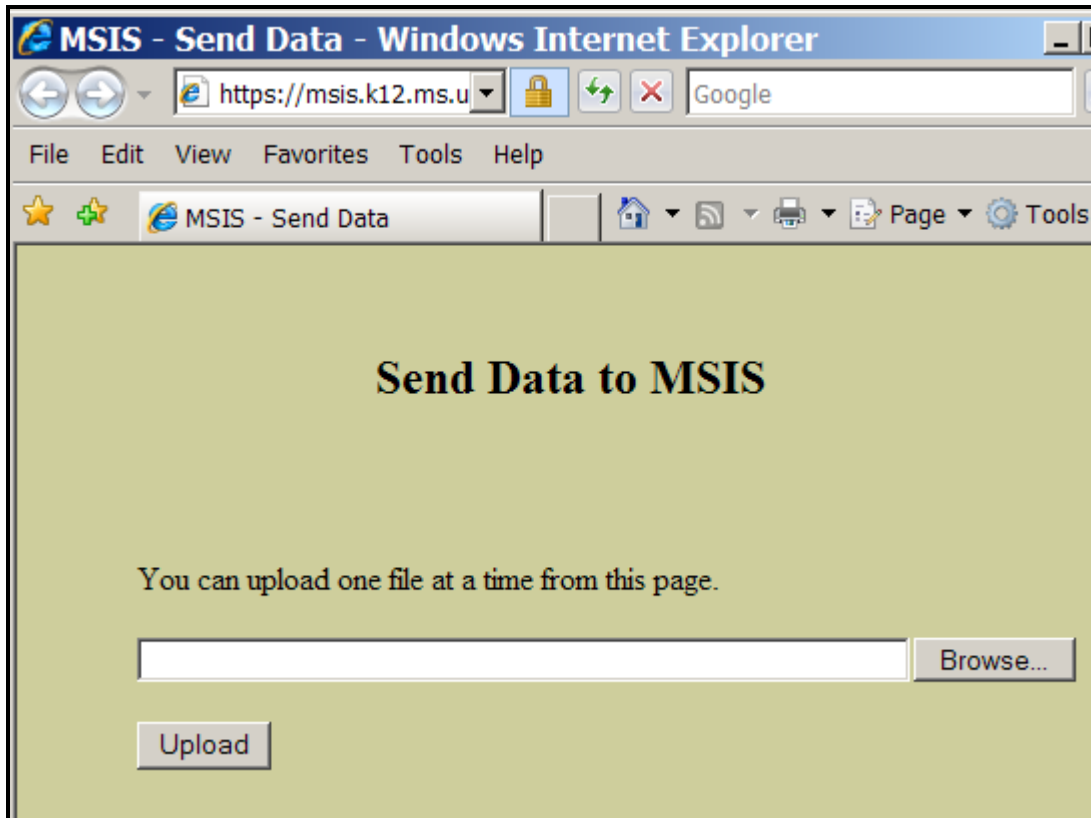 MSIS - Send Data - Windows Internet Explorer
https://msis.k12.ms.u Google
File Edit View Favorites Tools Help
MSIS - Send Data Page Tools
Send Data to MSIS
You can upload one file at a time from this page.
Browse...
Upload